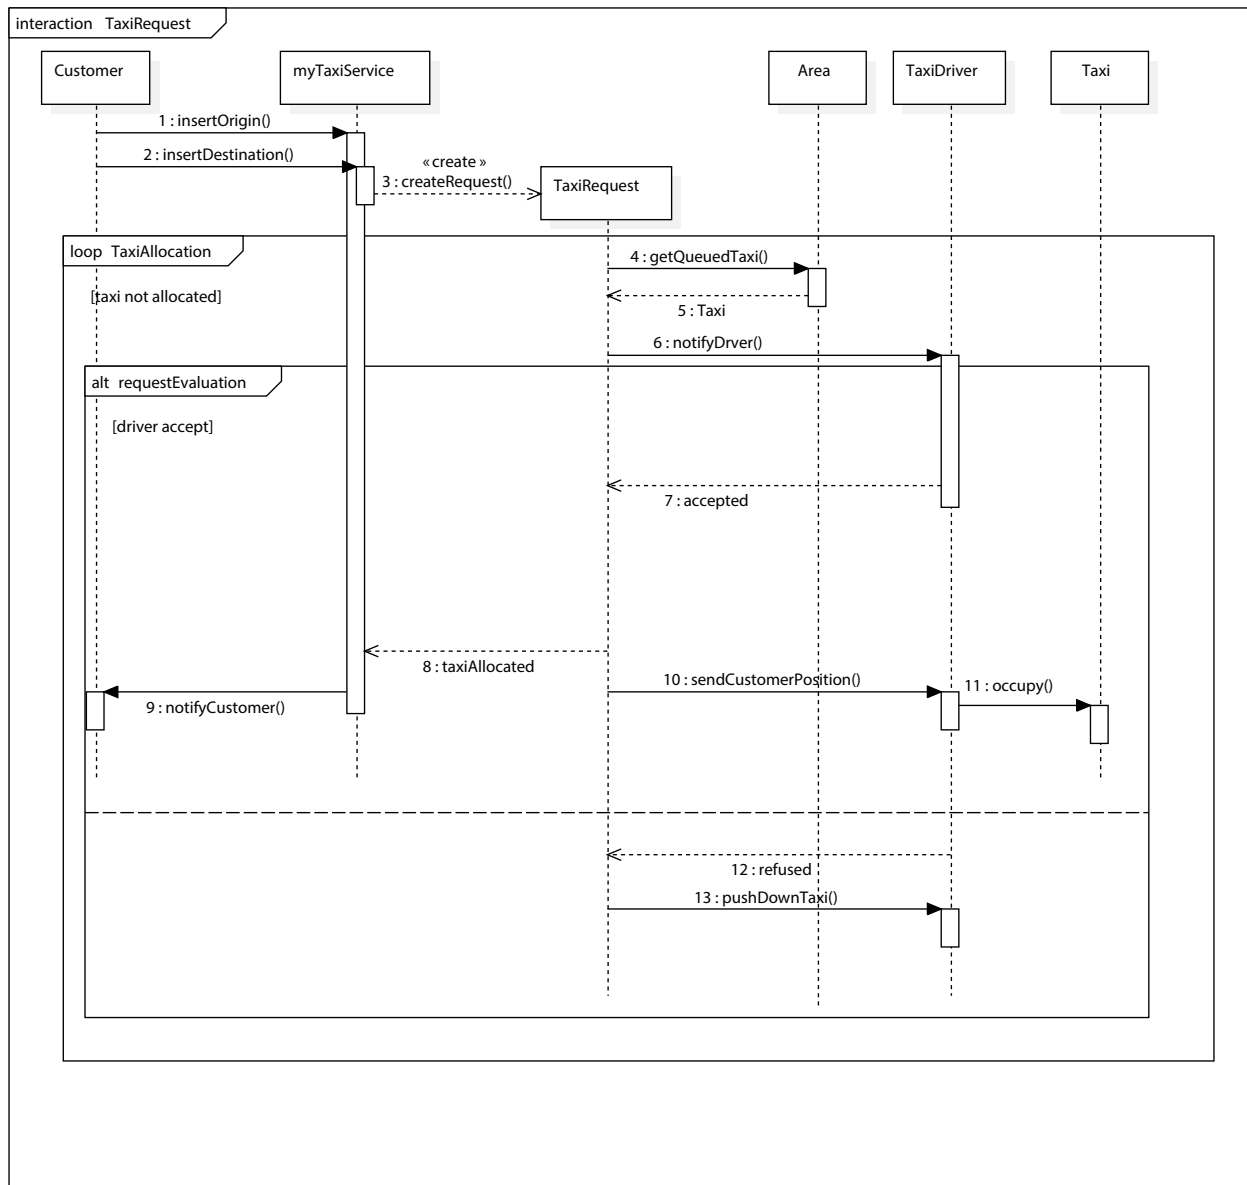 interaction TaxiRequest
Customer
myTaxiService
Area
TaxiDriver
Taxi
1 : insertOrigin()
2 : insertDestination()
« create »
3 : createRequest()
TaxiRequest
loop TaxiAllocation
4 : getQueuedTaxi()
[taxi not allocated]
5 : Taxi
6 : notifyDrver()
alt requestEvaluation
[driver accept]
7 : accepted
8 : taxiAllocated
10 : sendCustomerPosition()
11 : occupy()
9 : notifyCustomer()
12 : refused
13 : pushDownTaxi()